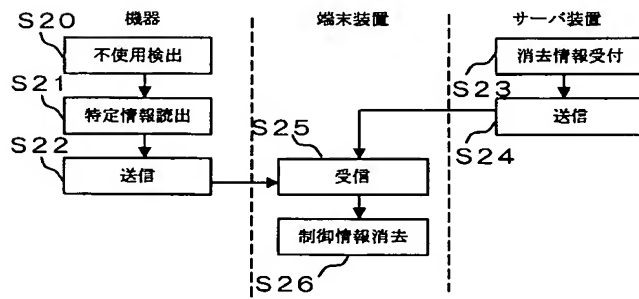 機器
端末装置
サーバ装置
S20
不使用検出
S21
特定情報読出
S22
送信
S23
消去情報受付
S24
送信
S25
受信
制御情報消去
S26